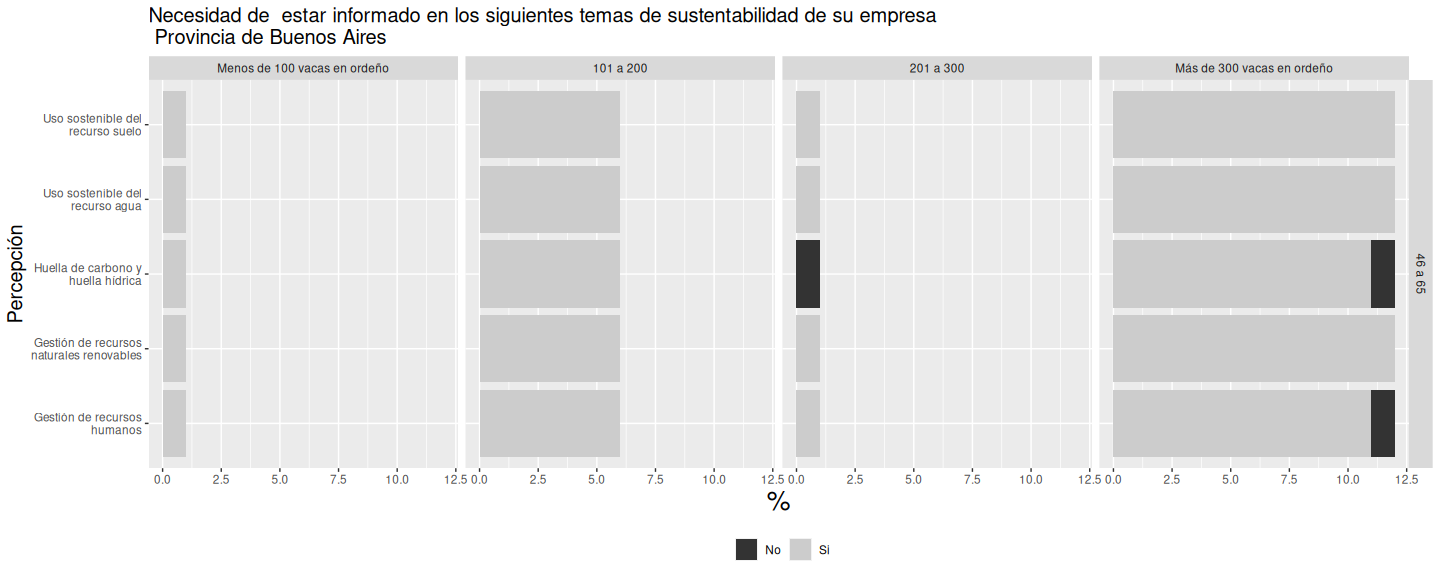 Necesidad de  estar informado en los siguientes temas de sustentabilidad de su empresa
Provincia de Buenos Aires
Menos de 100 vacas en ordeño
101 a 200
201 a 300
Más de 300 vacas en ordeño
Percepción
Uso sostenible del
recurso suelo
Uso sostenible del
recurso agua
Huella de carbono y
huella hídrica
Gestión de recursos
naturales renovables
Gestión de recursos
humanos
46 a 65
0.0 2.5 5.0 7.5 10.0 12.5
0.0 2.5 5.0 7.5 10.0 12.5
0.0 2.5 5.0 7.5 10.0 12.5
0.0 2.5 5.0 7.5 10.0 12.5
%
No
Si